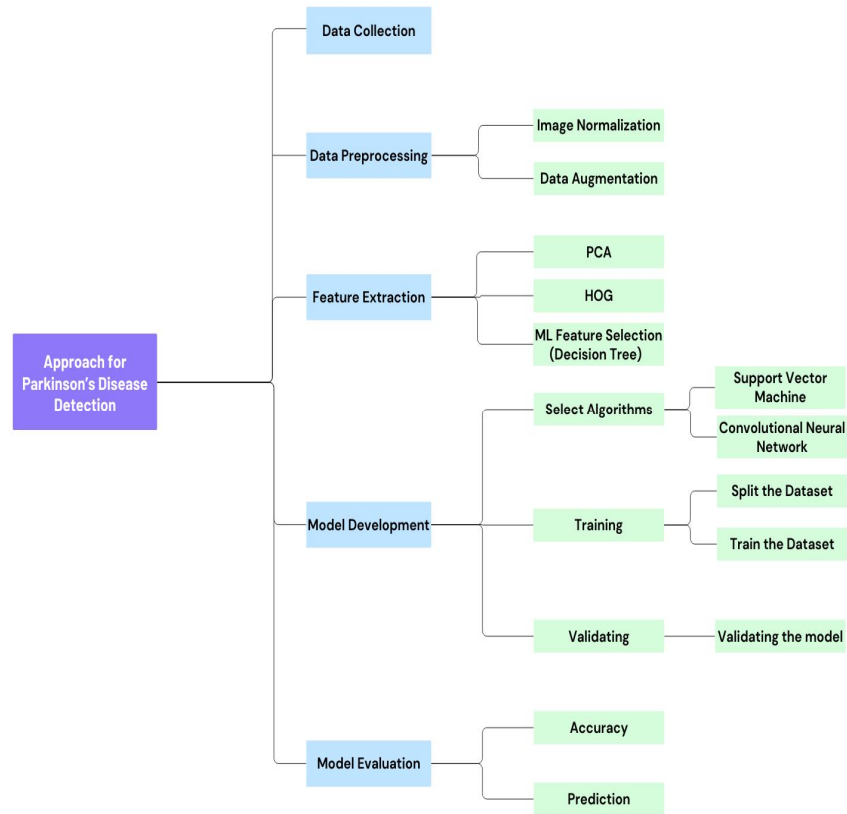 Data Collection
Data Preprocessing
Image Normalization
Data Augmentation
Feature Extraction
PCA
HOG
ML Feature Selection
(Decision Tree)
Approach for
Parkinson's Disease
Detection
Model Development
Select Algorithms
Support Vector
Machine
Convolutional Neural
Network
Training
Split the Dataset
Train the Dataset
Validating
Validating the model
Model Evaluation
Accuracy
Prediction